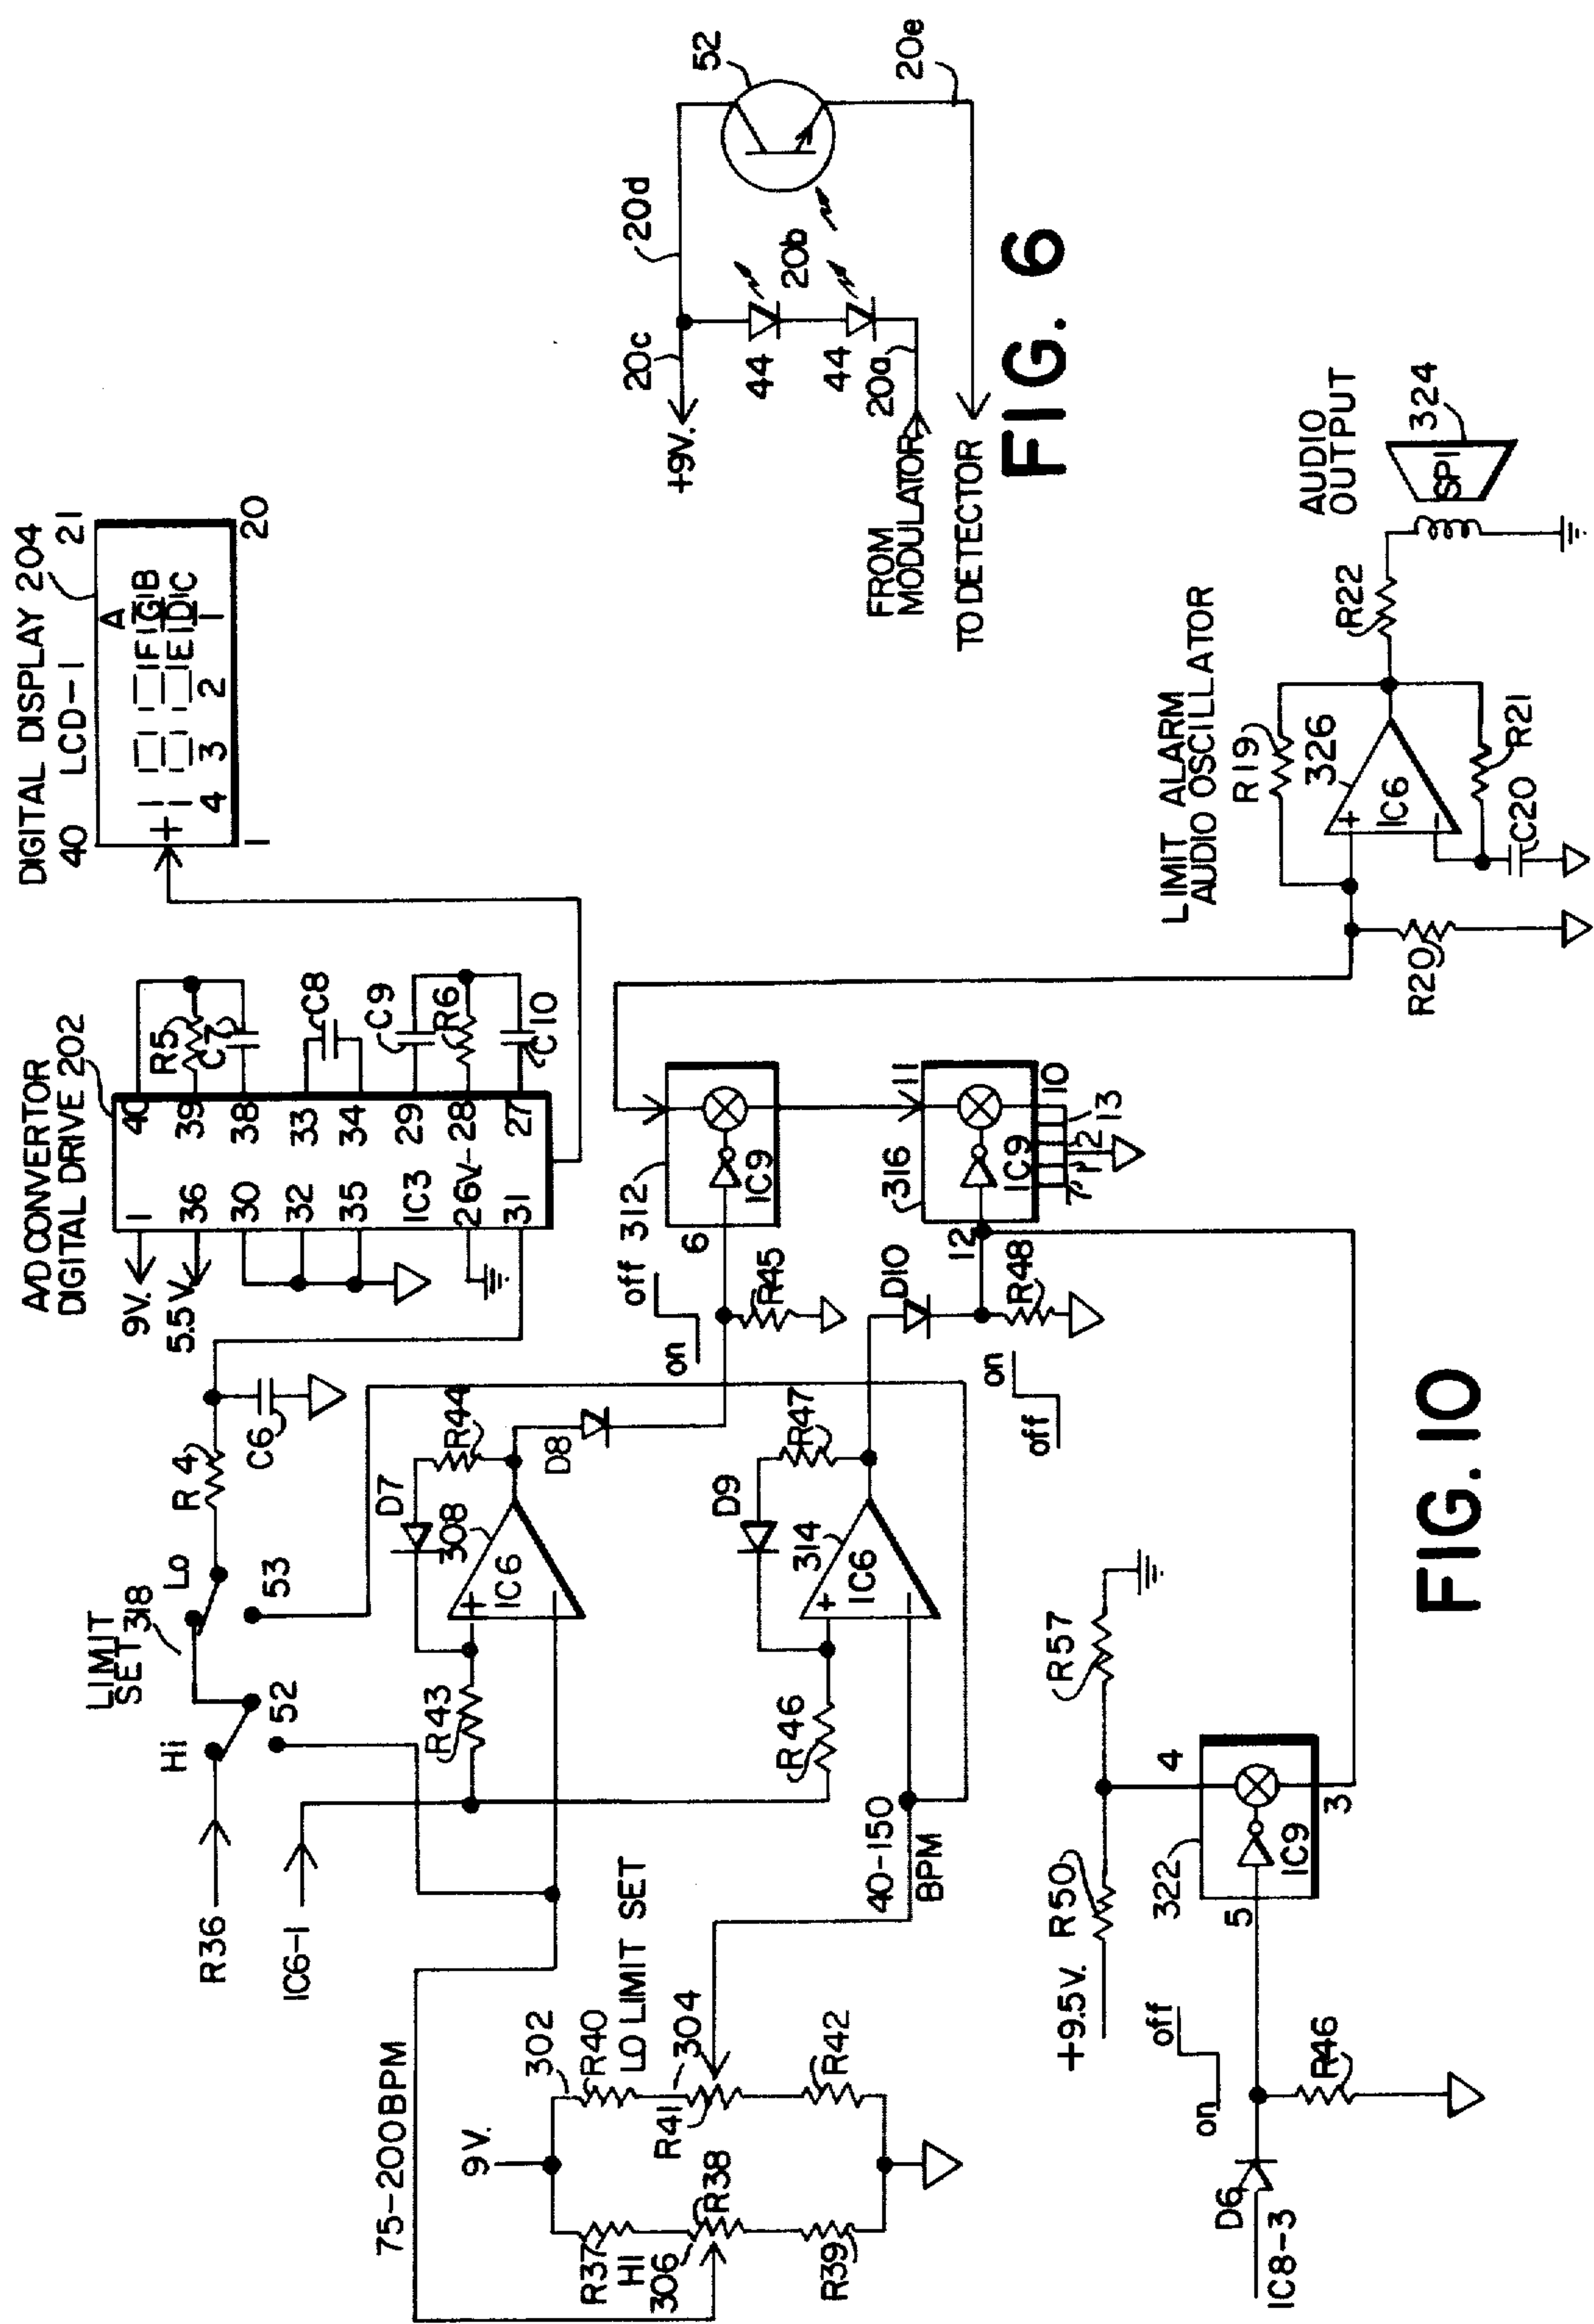 DIGITAL DISPLAY 204
40 LCD-1 21
A
F G B
E D C
+
4 3 2 1
1 20
A/D CONVERTOR
DIGITAL DRIVE 202
9V. 1 40
5.5V. 36 39
30 38
32 33
35 34
IC3 29
26V- 28
31 27
R5
C7
C8
C9
R6
C10
R36
Hi
LIMIT
SET 318
Lo
52
53
R4
C6
IC6-1
R43
D7
R44
308
+
IC6
−
D8
R46
D9
R47
314
+
IC6
−
D10
75-200BPM
9V.
302
R40
LO LIMIT SET
304
R41
R42
R37
HI
306
R38
R39
40-150
BPM
on
off
312
6
IC9
R45
on
off
316
11
12
IC9
10
13
7 1 2
R48
LIMIT ALARM
AUDIO OSCILLATOR
R19
326
+
IC6
−
R20
R21
C20
R22
AUDIO
OUTPUT
324
SP1
+9.5V. R50
R57
322
4
5
IC9
3
on
off
D6
IC8-3
R46
FIG. 10
+9V.
20c
20d
52
44
20b
44
20a
20e
FROM
MODULATOR
TO DETECTOR
FIG. 6